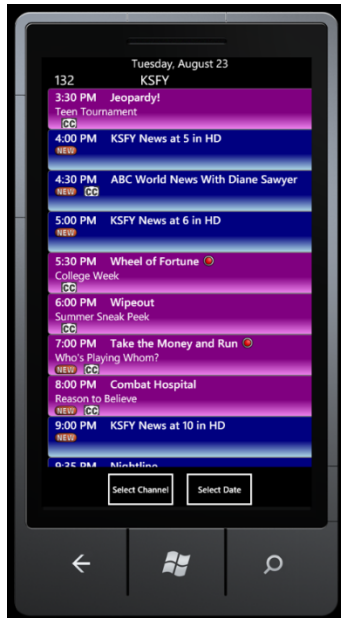 Tuesday, August 23
132 KSFY
3:30 PM Jeopardy!
Teen Tournament
CC
4:00 PM KSFY News at 5 in HD
NEW
4:30 PM ABC World News With Diane Sawyer
NEW CC
5:00 PM KSFY News at 6 in HD
NEW
5:30 PM Wheel of Fortune
College Week
CC
6:00 PM Wipeout
Summer Sneak Peek
CC
7:00 PM Take the Money and Run
Who's Playing Whom?
NEW CC
8:00 PM Combat Hospital
Reason to Believe
NEW CC
9:00 PM KSFY News at 10 in HD
NEW
9:35 PM Nightline
Select Channel Select Date